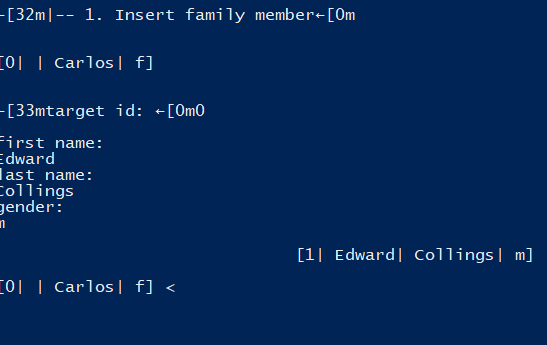 ←[32m|-- 1. Insert family member←[0m
[0| | Carlos| f]
←[33mtarget id: ←[0m0
first name:
Edward
last name:
Collings
gender:
m
[1| Edward| Collings| m]
[0| | Carlos| f] <